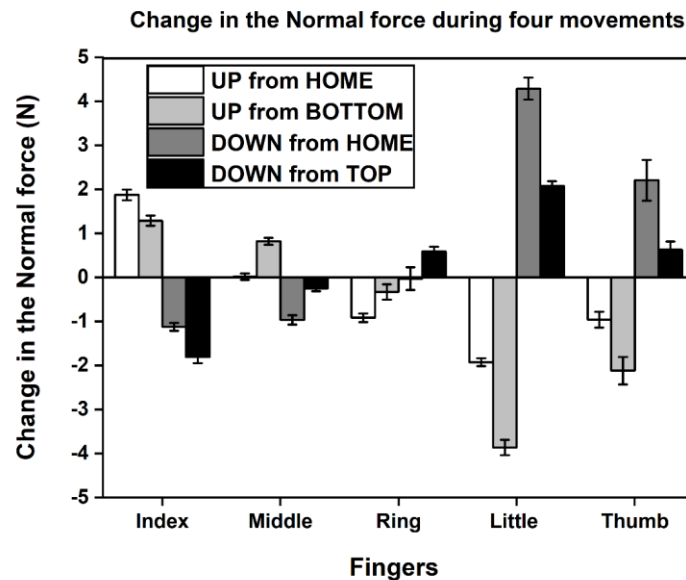 Change in the Normal force during four movements
UP from HOME
UP from BOTTOM
DOWN from HOME
DOWN from TOP
Change in the Normal force (N)
5
4
3
2
1
0
-1
-2
-3
-4
-5
Index Middle Ring Little Thumb
Fingers